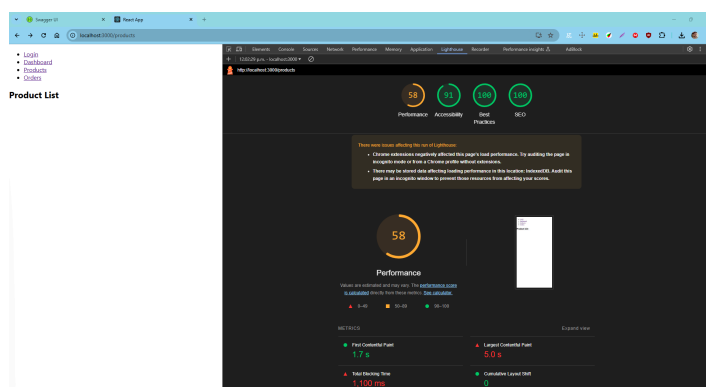 Swagger UI
React App
localhost:3000/products
Login
Dashboard
Products
Orders
Product List
Elements Console Sources Network Performance Memory Application Lighthouse Recorder Performance insights AdBlock
12:02:29 p.m. - localhost:3000
http://localhost:3000/products
58 91 100 100
Performance Accessibility Best Practices SEO
There were issues affecting this run of Lighthouse:
Chrome extensions negatively affected this page's load performance. Try auditing the page in
incognito mode or from a Chrome profile without extensions.
There may be stored data affecting loading performance in this location: IndexedDB. Audit this
page in an incognito window to prevent those resources from affecting your scores.
58
Performance
Values are estimated and may vary. The performance score
is calculated directly from these metrics. See calculator.
0–49 50–89 90–100
METRICS Expand view
First Contentful Paint Largest Contentful Paint
1.7 s 5.0 s
Total Blocking Time Cumulative Layout Shift
1,100 ms 0